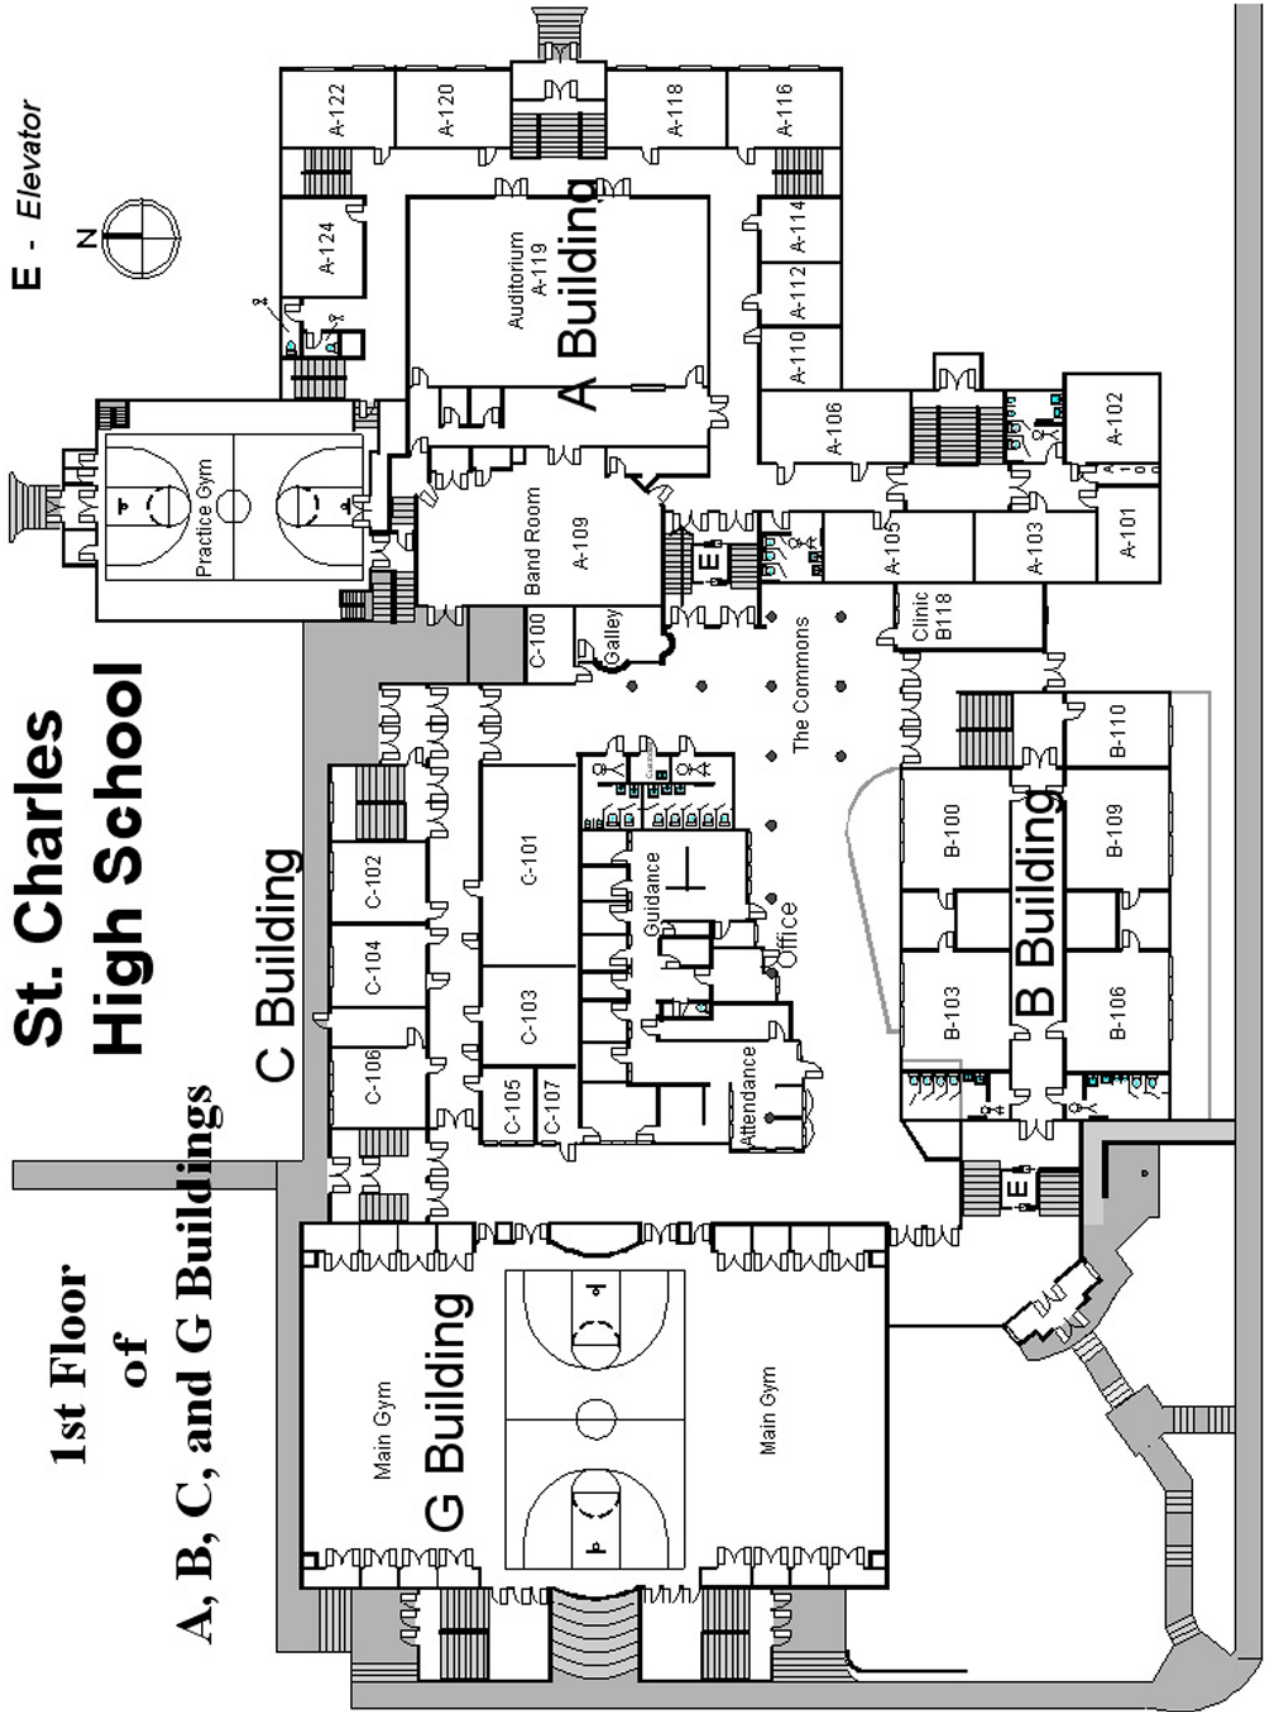 St. Charles
High School
1st Floor
of
A, B, C, and G Buildings
E - Elevator
N
C Building
A Building
B Building
G Building
Practice Gym
A-122
A-120
A-118
A-116
A-124
Auditorium
A-119
A-114
A-112
A-110
A-106
A-102
A-105
A-103
A-101
Band Room
A-109
E
C-100
Galley
Clinic
B118
The Commons
C-102
C-104
C-106
C-101
C-103
C-105
C-107
Guidance
Office
Attendance
B-110
B-100
B-109
B-103
B-106
E
Main Gym
Main Gym